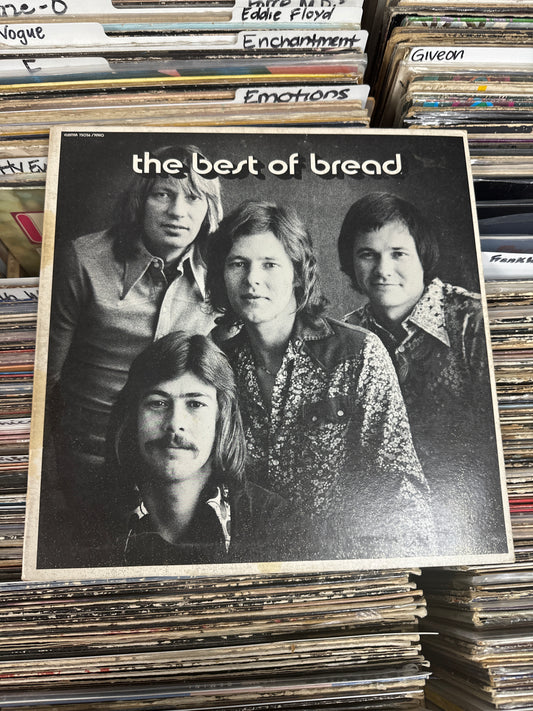 Eddie Floyd
Vogue
Enchantment
Giveon
Emotions
the best of bread